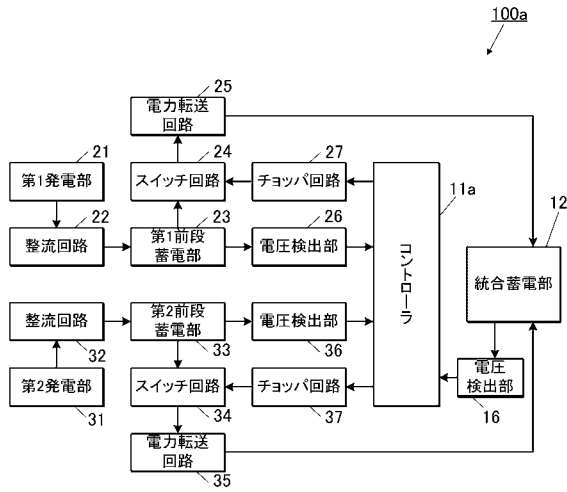 100a
25
電力転送
回路
21
24
27
11a
第1発電部
スイッチ回路
チョッパ回路
12
22
23
26
整流回路
第1前段
蓄電部
電圧検出部
コントローラ
統合蓄電部
整流回路
第2前段
蓄電部
電圧検出部
32
33
36
電圧
検出部
第2発電部
スイッチ回路
チョッパ回路
16
31
34
37
電力転送
回路
35